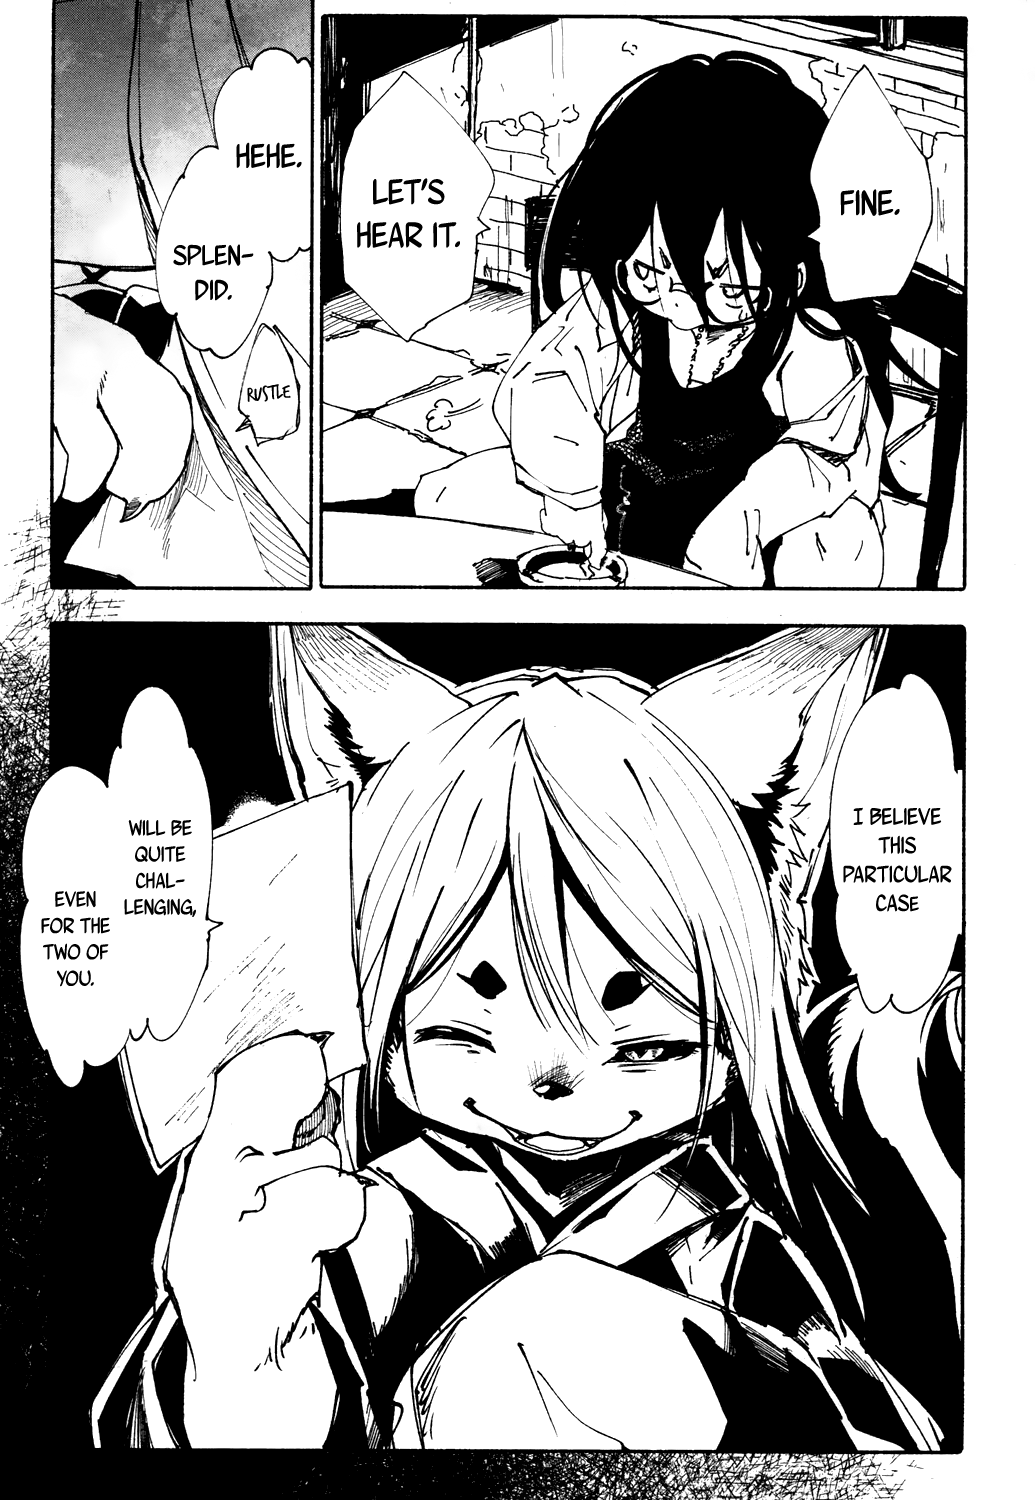 FINE.
LET'S
HEAR IT.
HEHE.
SPLEN-
DID.
RUSTLE
I BELIEVE
THIS
PARTICULAR
CASE
WILL BE
QUITE
CHAL-
LENGING,
EVEN
FOR THE
TWO OF
YOU.